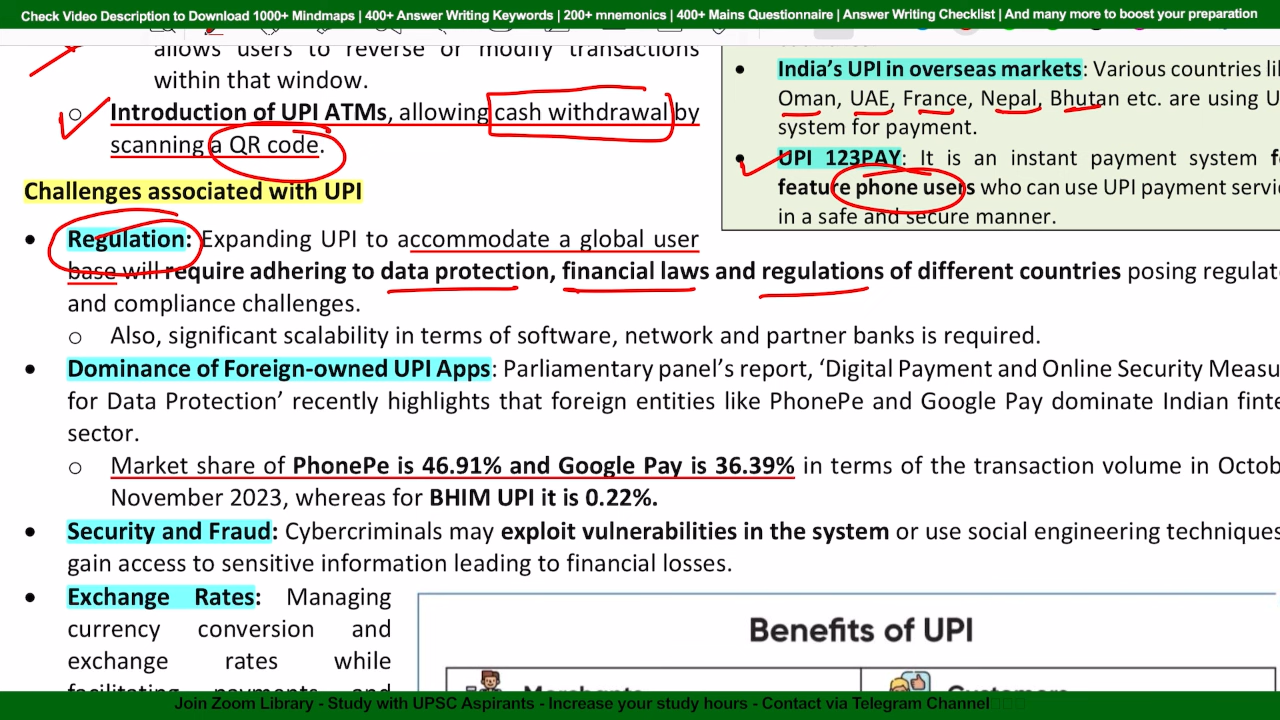 Check Video Description to Download 1000+ Mindmaps | 400+ Answer Writing Keywords | 200+ mnemonics | 400+ Mains Questionnaire | Answer Writing Checklist | And many more to boost your preparation
allows users to reverse or modify transactions
within that window.
○ Introduction of UPI ATMs, allowing cash withdrawal by
scanning a QR code.
• India's UPI in overseas markets: Various countries
Oman, UAE, France, Nepal, Bhutan etc. are using
system for payment.
• UPI 123PAY: It is an instant payment system
feature phone users who can use UPI payment
in a safe and secure manner.
Challenges associated with UPI
• Regulation: Expanding UPI to accommodate a global user
base will require adhering to data protection, financial laws and regulations of different countries posing
and compliance challenges.
○ Also, significant scalability in terms of software, network and partner banks is required.
• Dominance of Foreign-owned UPI Apps: Parliamentary panel's report, 'Digital Payment and Online Security
for Data Protection' recently highlights that foreign entities like PhonePe and Google Pay dominate Indian
sector.
○ Market share of PhonePe is 46.91% and Google Pay is 36.39% in terms of the transaction volume in
November 2023, whereas for BHIM UPI it is 0.22%.
• Security and Fraud: Cybercriminals may exploit vulnerabilities in the system or use social engineering techniques
gain access to sensitive information leading to financial losses.
• Exchange Rates: Managing
currency conversion and
exchange rates while
Benefits of UPI
Join Zoom Library - Study with UPSC Aspirants - Increase your study hours - Contact via Telegram Channel